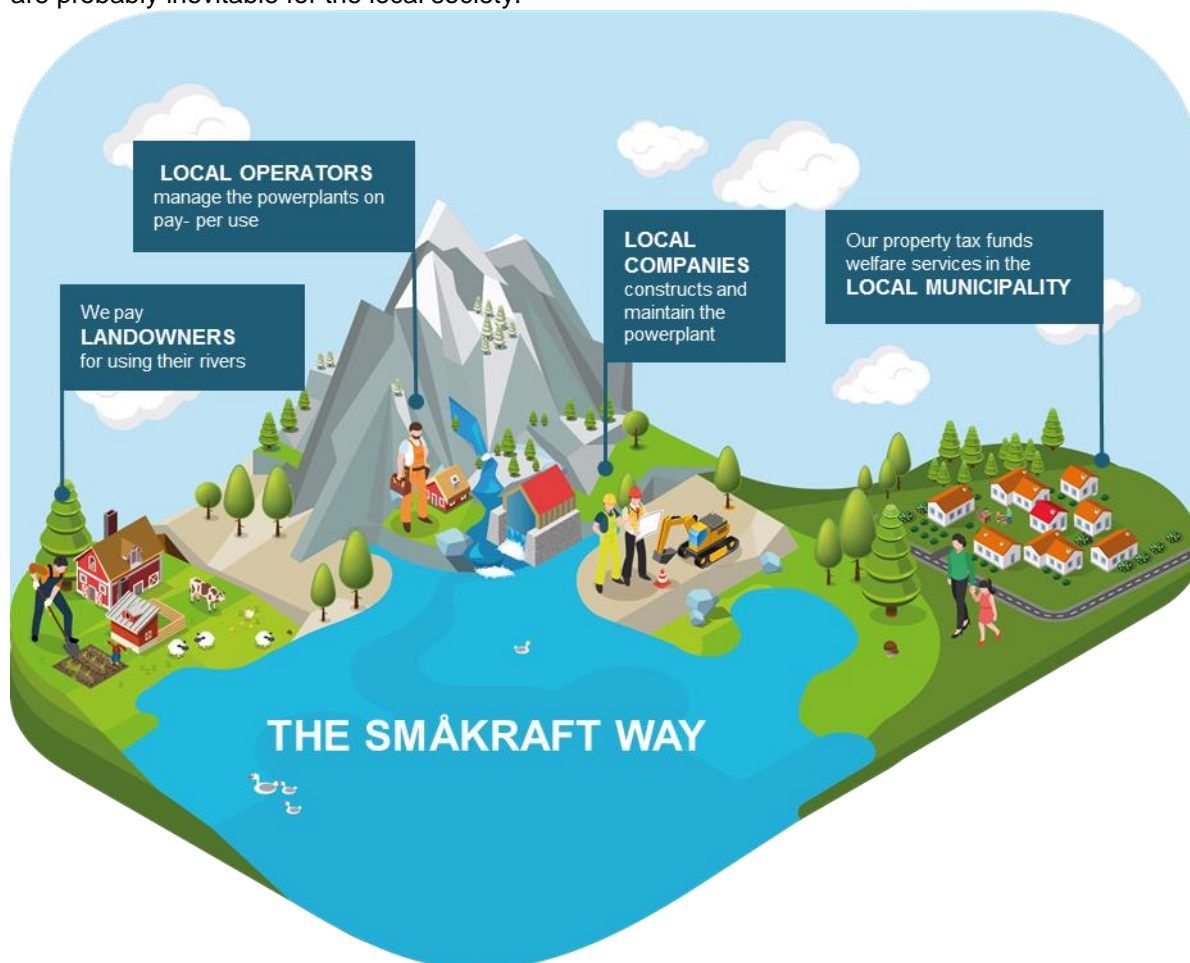 are probably inevitable for the local society.
LOCAL OPERATORS
manage the powerplants on
pay- per use
We pay
LANDOWNERS
for using their rivers
LOCAL
COMPANIES
constructs and
maintain the
powerplant
Our property tax funds
welfare services in the
LOCAL MUNICIPALITY
THE SMÅKRAFT WAY